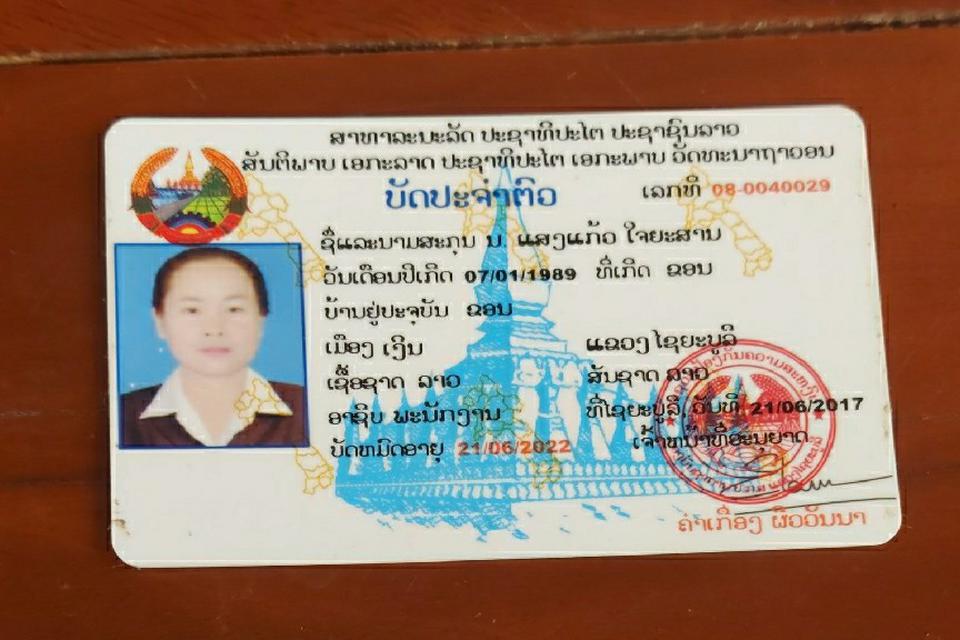 ສາທາລະນະລັດ ປະຊາທິປະໄຕ ປະຊາຊົນລາວ
ສັນຕິພາບ ເອກະລາດ ປະຊາທິປະໄຕ ເອກະພາບ ວັດທະນາຖາວອນ
ບັດປະຈຳຕົວ ເລກທີ 08-0040029
ຊື່ແລະນາມສະກຸນ ນ. ແສງແກ້ວ ໃຈຍະສານ
ວັນເດືອນປີເກີດ 07/01/1989 ທີ່ເກີດ ຂອນ
ບ້ານຢູ່ປະຈຸບັນ ຂອນ
ເມືອງ ເງິນ ແຂວງ ໄຊຍະບູລີ
ເຊື້ອຊາດ ລາວ ສັນຊາດ ລາວ
ອາຊີບ ພະນັກງານ ທີ່ໄຊຍະບູລີ, ວັນທີ 21/06/2017
ບັດຫມົດອາຍຸ 21/06/2022 ເຈົ້າຫນ້າທີ່ອະນຸຍາດ
ຄຳເກື່ອງ ຜິວວັນນາ